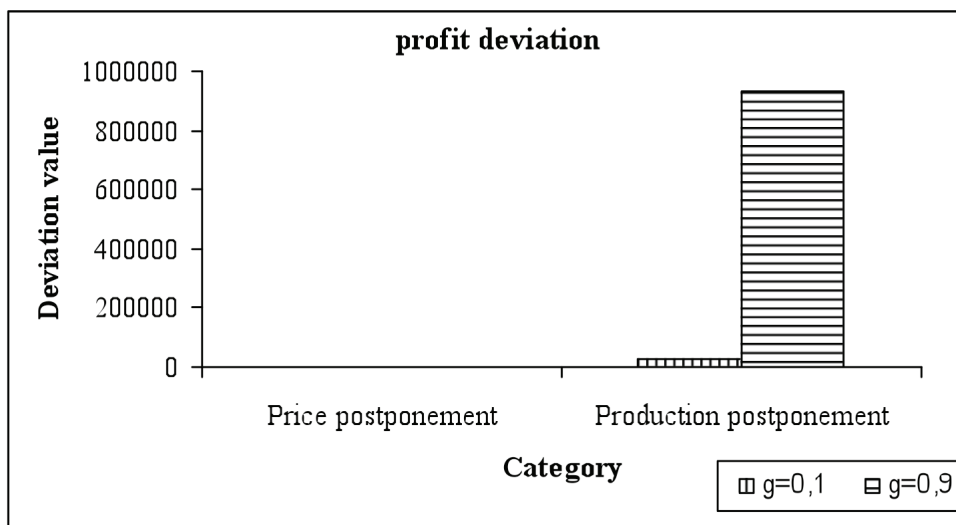 profit deviation
1000000
800000
600000
400000
200000
0
Deviation value
Price postponement
Production postponement
Category
g=0,1
g=0,9